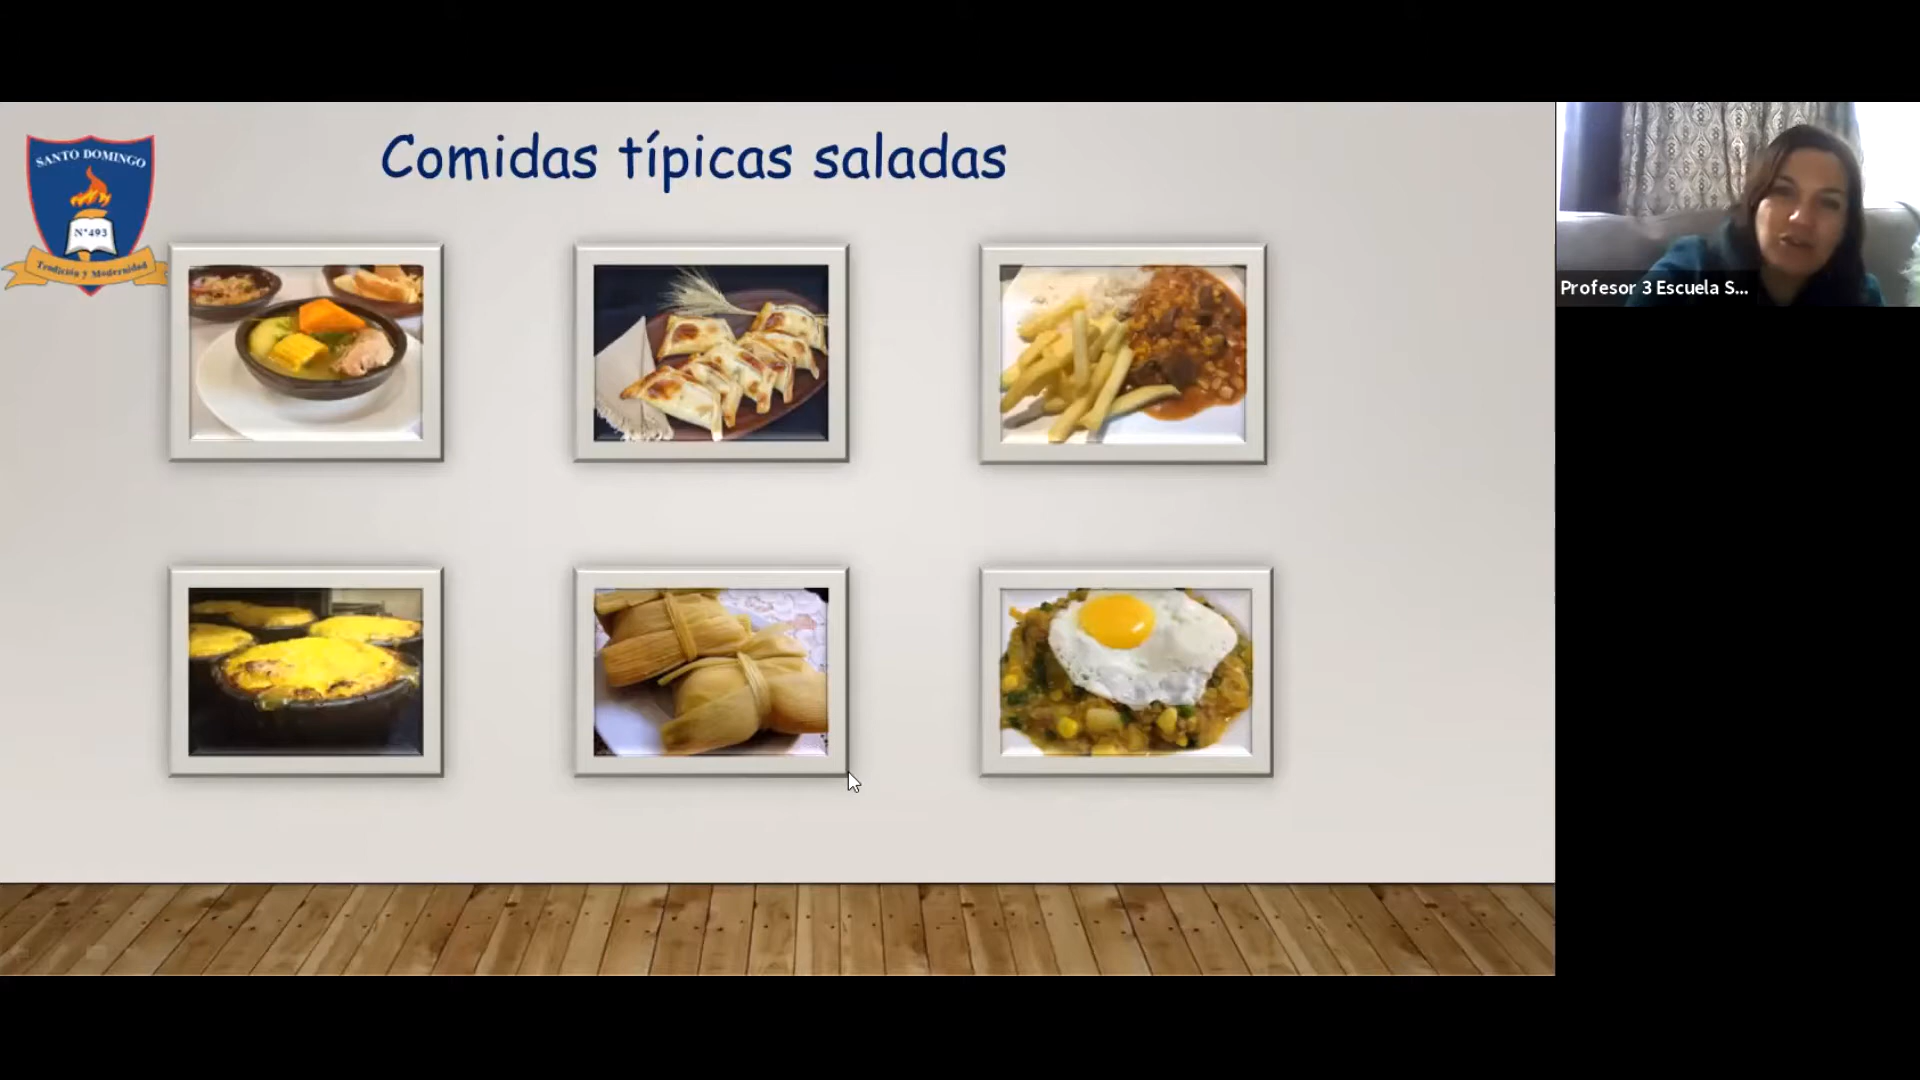 Comidas típicas saladas
SANTO DOMINGO
N°493
Tradición y Modernidad
Profesor 3 Escuela S...